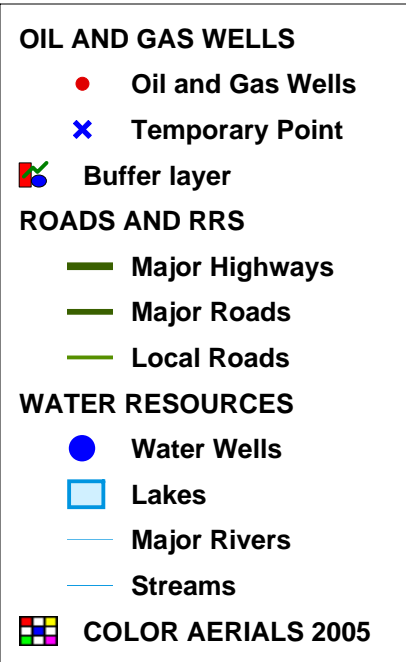 OIL AND GAS WELLS
Oil and Gas Wells
Temporary Point
Buffer layer
ROADS AND RRS
Major Highways
Major Roads
Local Roads
WATER RESOURCES
Water Wells
Lakes
Major Rivers
Streams
COLOR AERIALS 2005